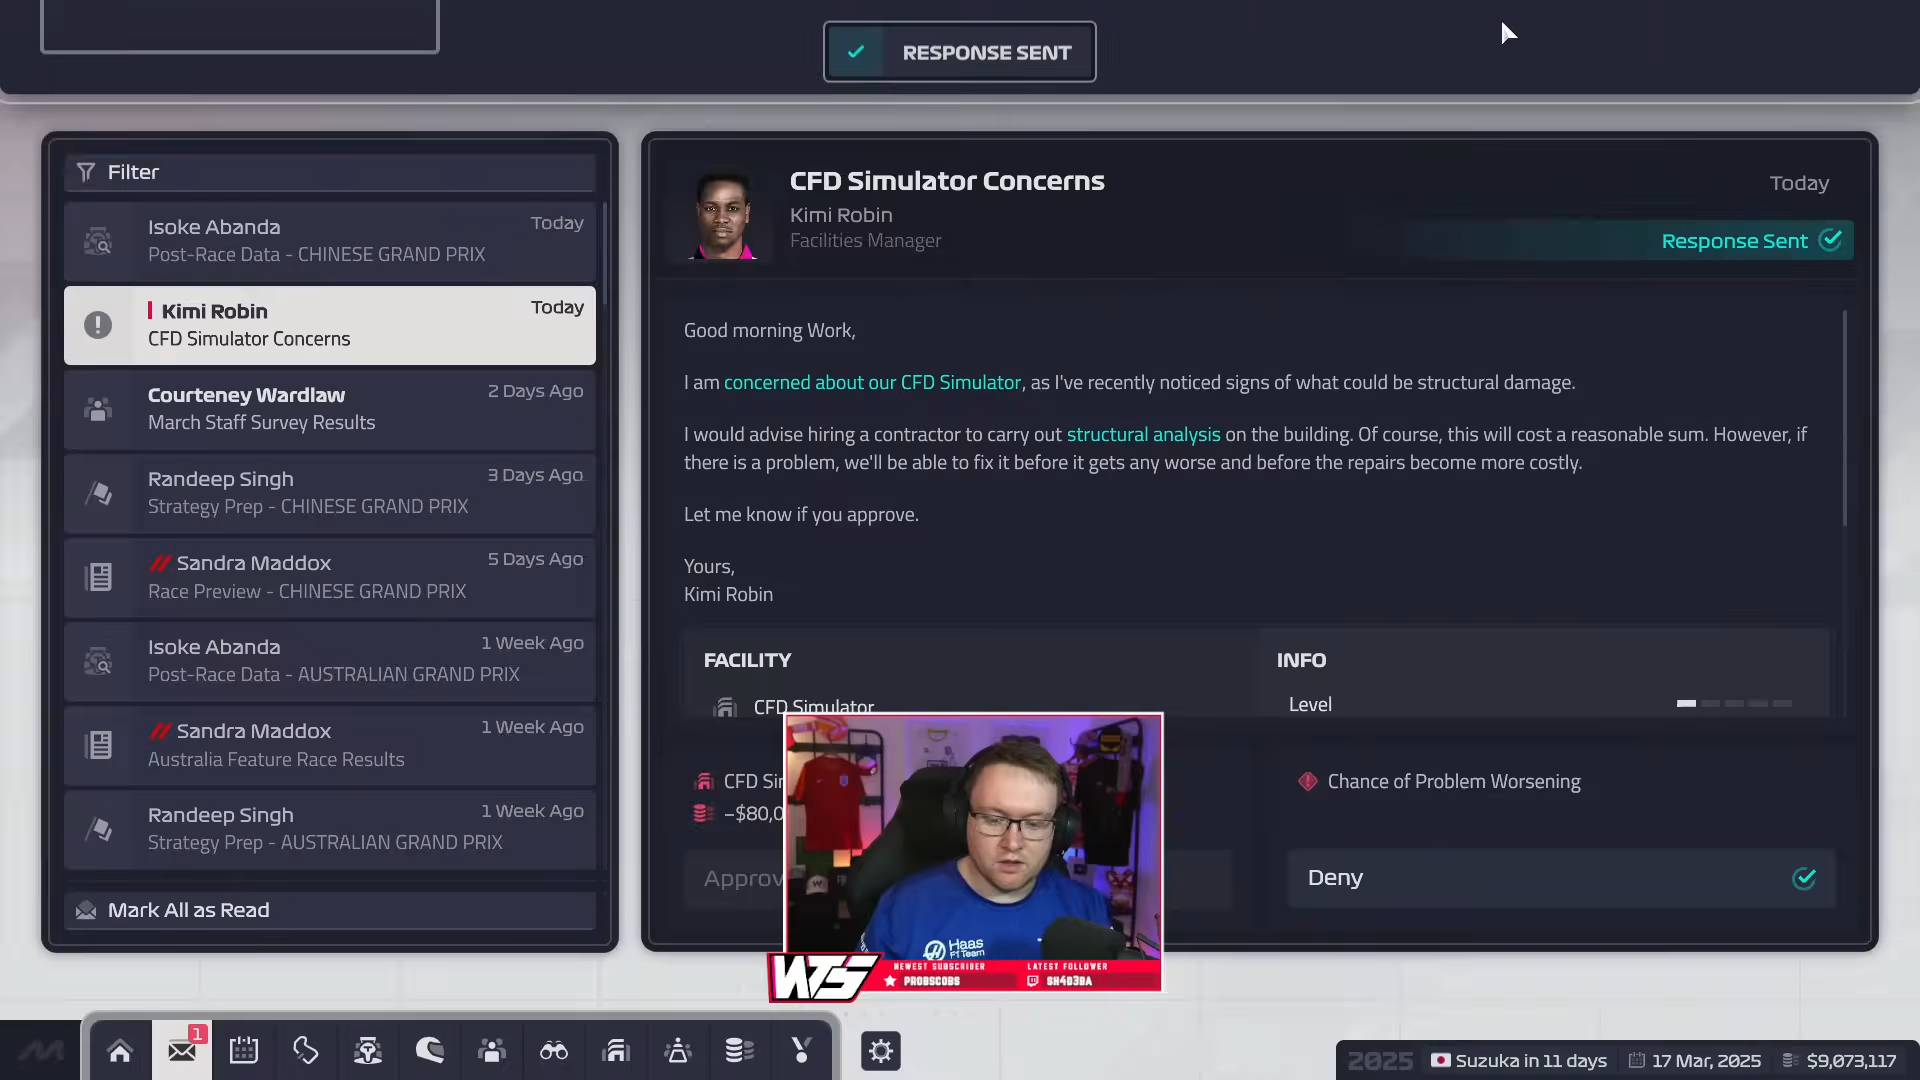 RESPONSE SENT
Filter
Isoke Abanda
Today
Post-Race Data - CHINESE GRAND PRIX
Kimi Robin
Today
CFD Simulator Concerns
Courteney Wardlaw
2 Days Ago
March Staff Survey Results
Randeep Singh
3 Days Ago
Strategy Prep - CHINESE GRAND PRIX
Sandra Maddox
5 Days Ago
Race Preview - CHINESE GRAND PRIX
Isoke Abanda
1 Week Ago
Post-Race Data - AUSTRALIAN GRAND PRIX
Sandra Maddox
1 Week Ago
Australia Feature Race Results
Randeep Singh
1 Week Ago
Strategy Prep - AUSTRALIAN GRAND PRIX
Mark All as Read
CFD Simulator Concerns
Today
Kimi Robin
Facilities Manager
Response Sent
Good morning Work,
I am concerned about our CFD Simulator, as I've recently noticed signs of what could be structural damage.
I would advise hiring a contractor to carry out structural analysis on the building. Of course, this will cost a reasonable sum. However, if
there is a problem, we'll be able to fix it before it gets any worse and before the repairs become more costly.
Let me know if you approve.
Yours,
Kimi Robin
FACILITY
INFO
CFD Simulator
Level
CFD Sir
-$80,0
Chance of Problem Worsening
Approv
Deny
Haas
F1 Team
WTS
NEWEST SUBSCRIBER
LATEST FOLLOWER
PROBSCOBS
SH4D3BA
1
2025
Suzuka in 11 days
17 Mar, 2025
$9,073,117